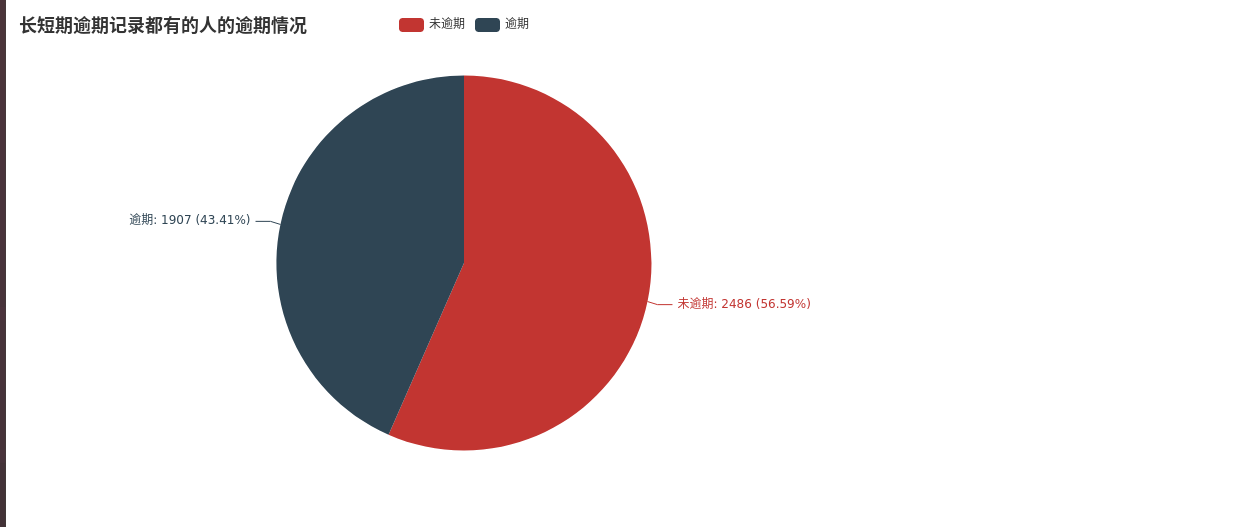 长短期逾期记录都有的人的逾期情况
未逾期
逾期
逾期: 1907 (43.41%)
未逾期: 2486 (56.59%)